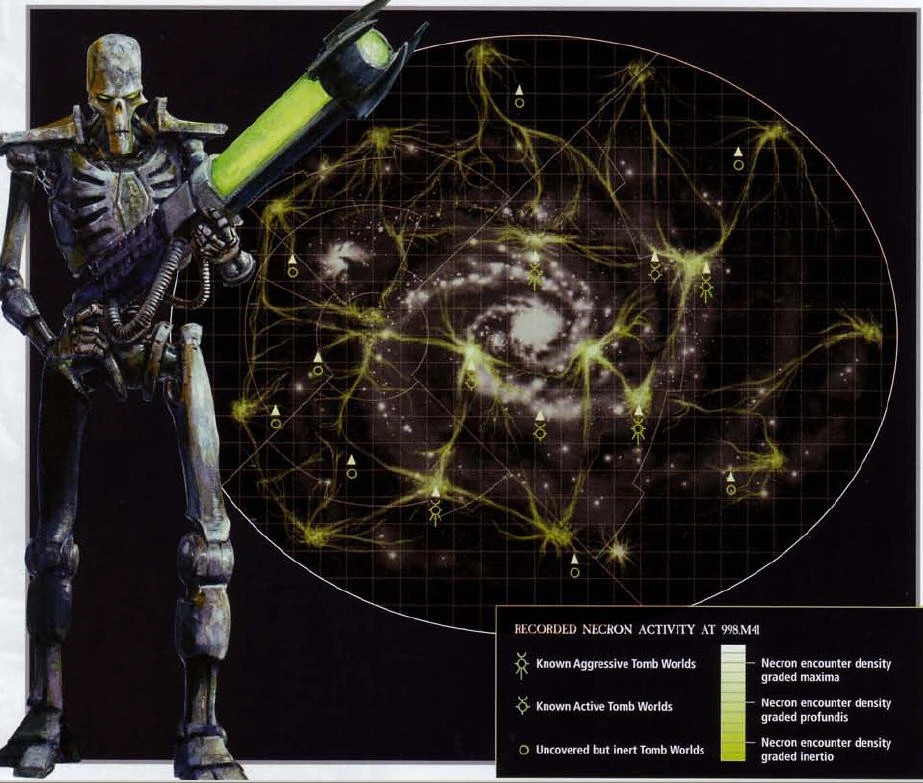 RECORDED NECRON ACTIVITY AT 998.M41
Known Aggressive Tomb Worlds
Known Active Tomb Worlds
Uncovered but inert Tomb Worlds
Necron encounter density
graded maxima
Necron encounter density
graded profundis
Necron encounter density
graded inertio